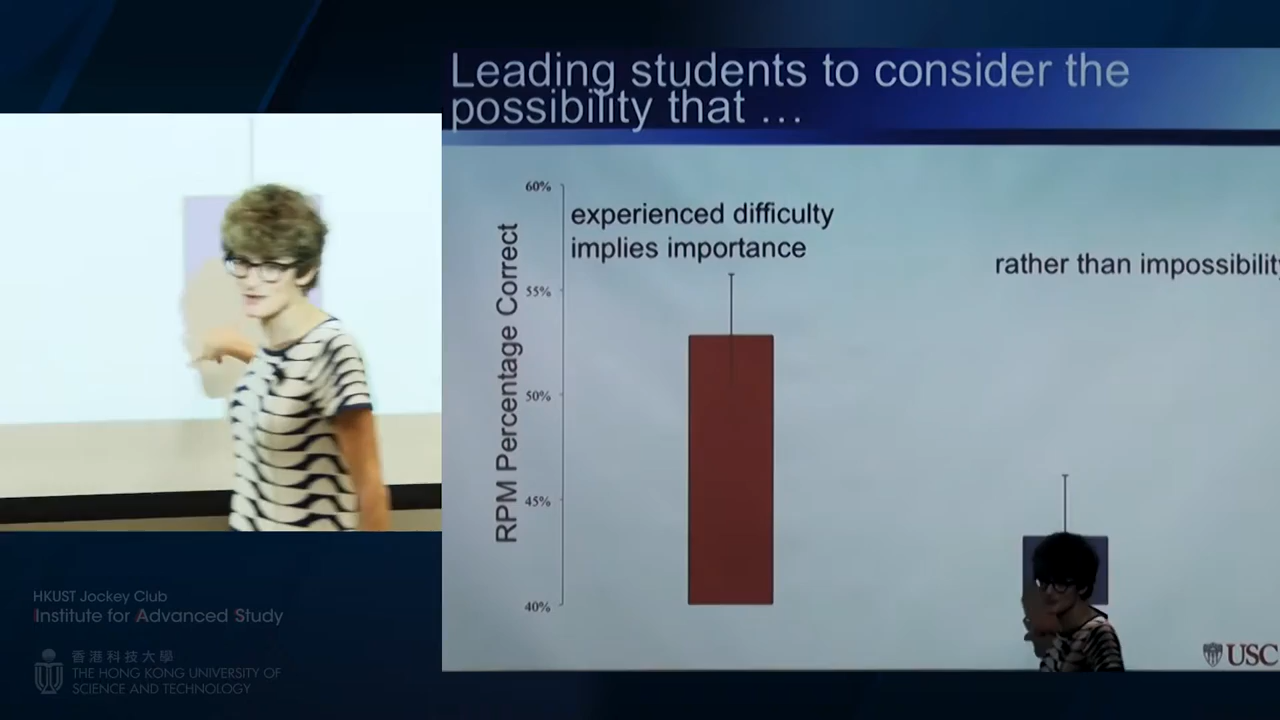 Leading students to consider the
possibility that …
60%
experienced difficulty
implies importance
rather than impossibility
55%
50%
45%
40%
RPM Percentage Correct
USC
HKUST Jockey Club
Institute for Advanced Study
香港科技大學
THE HONG KONG UNIVERSITY OF
SCIENCE AND TECHNOLOGY